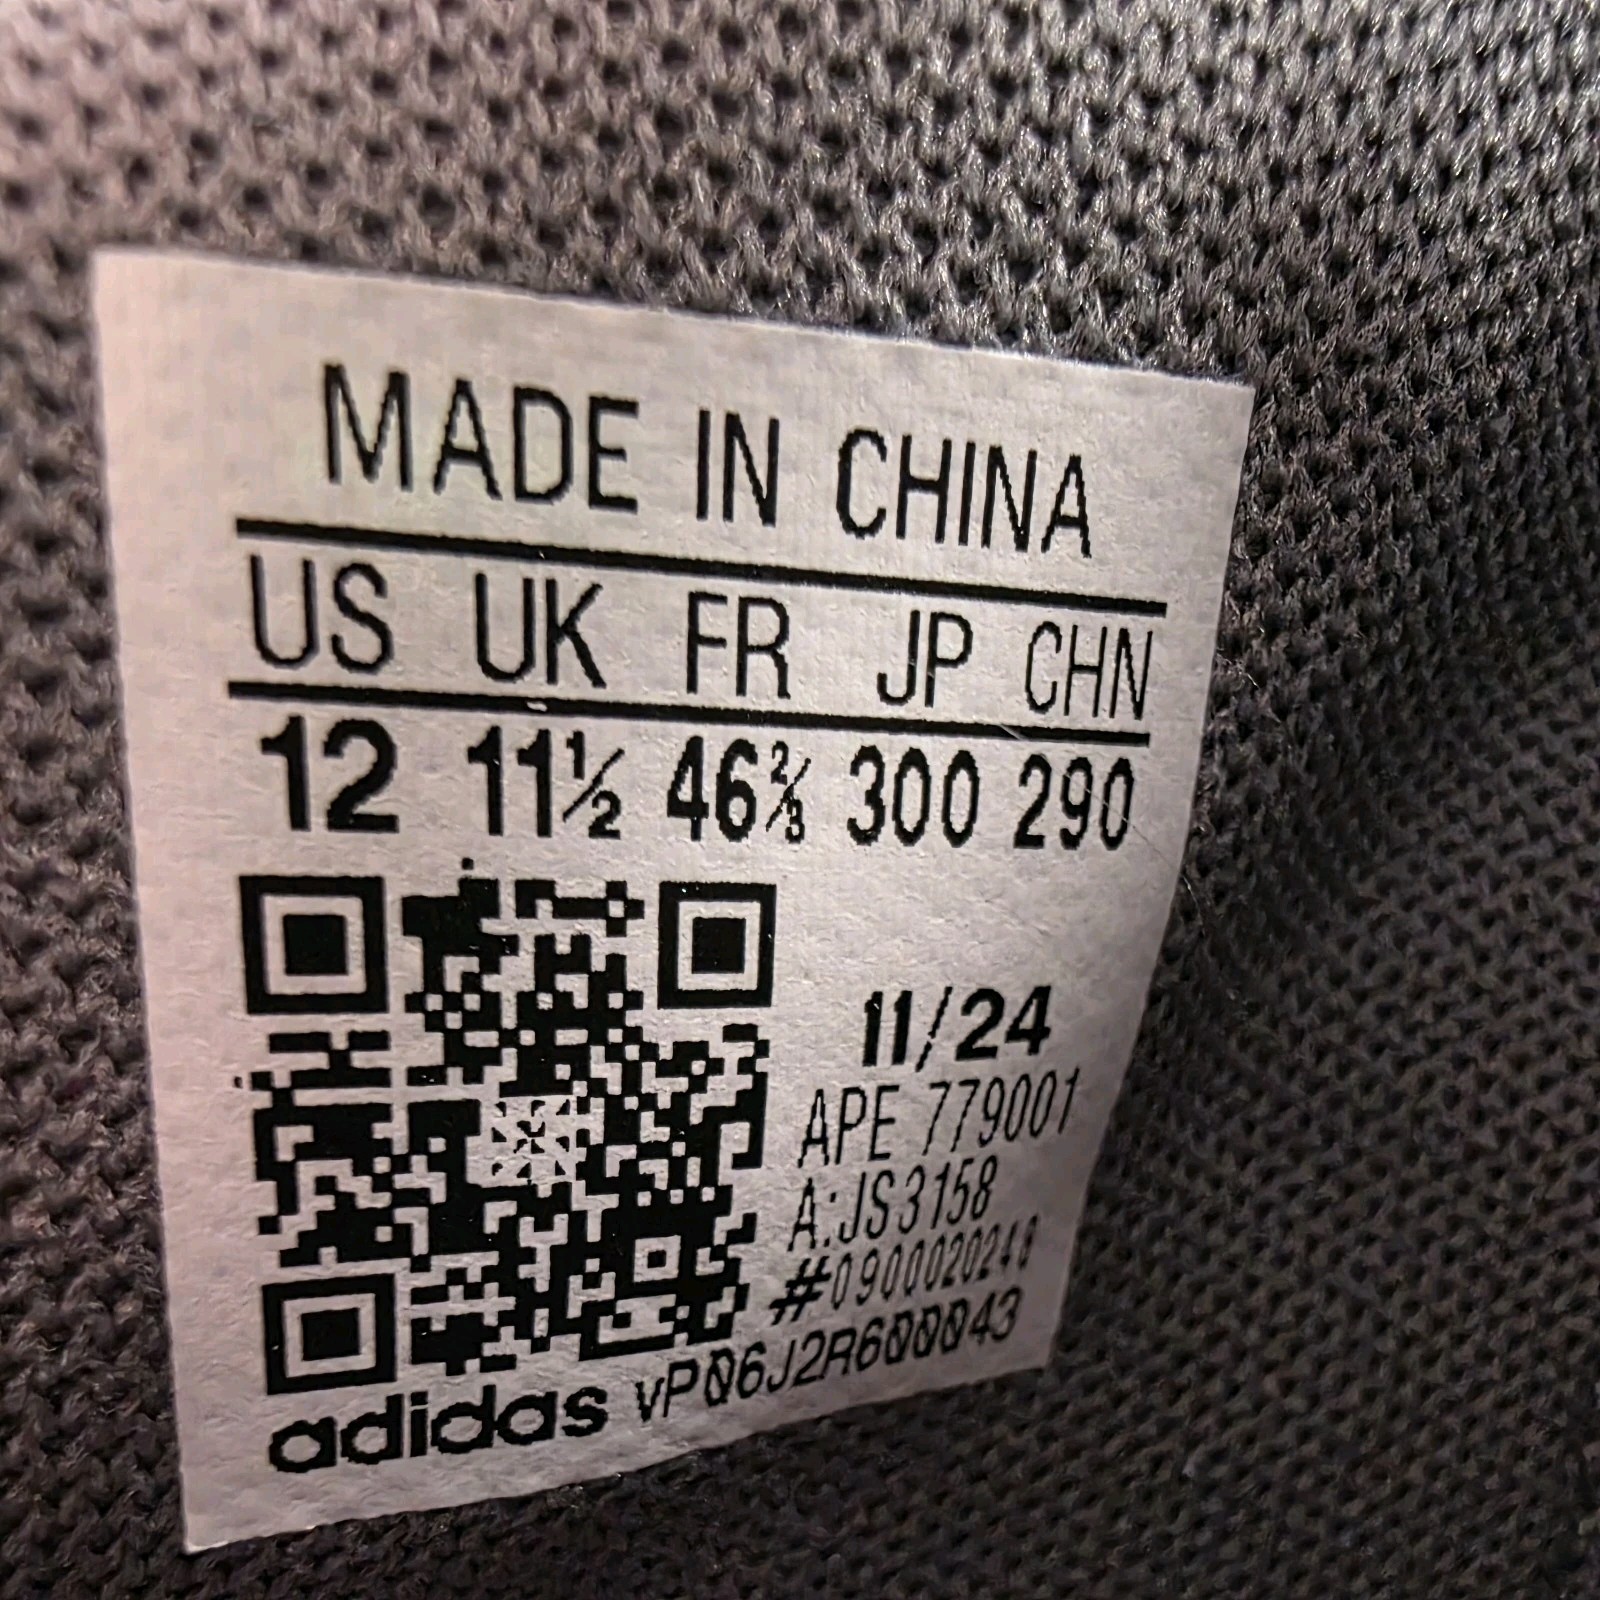 MADE IN CHINA
US UK FR JP CHN
12 11½ 46⅔ 300 290
11/24
APE 779001
A:JS3158
#0900020248
adidas vP06J2R600043